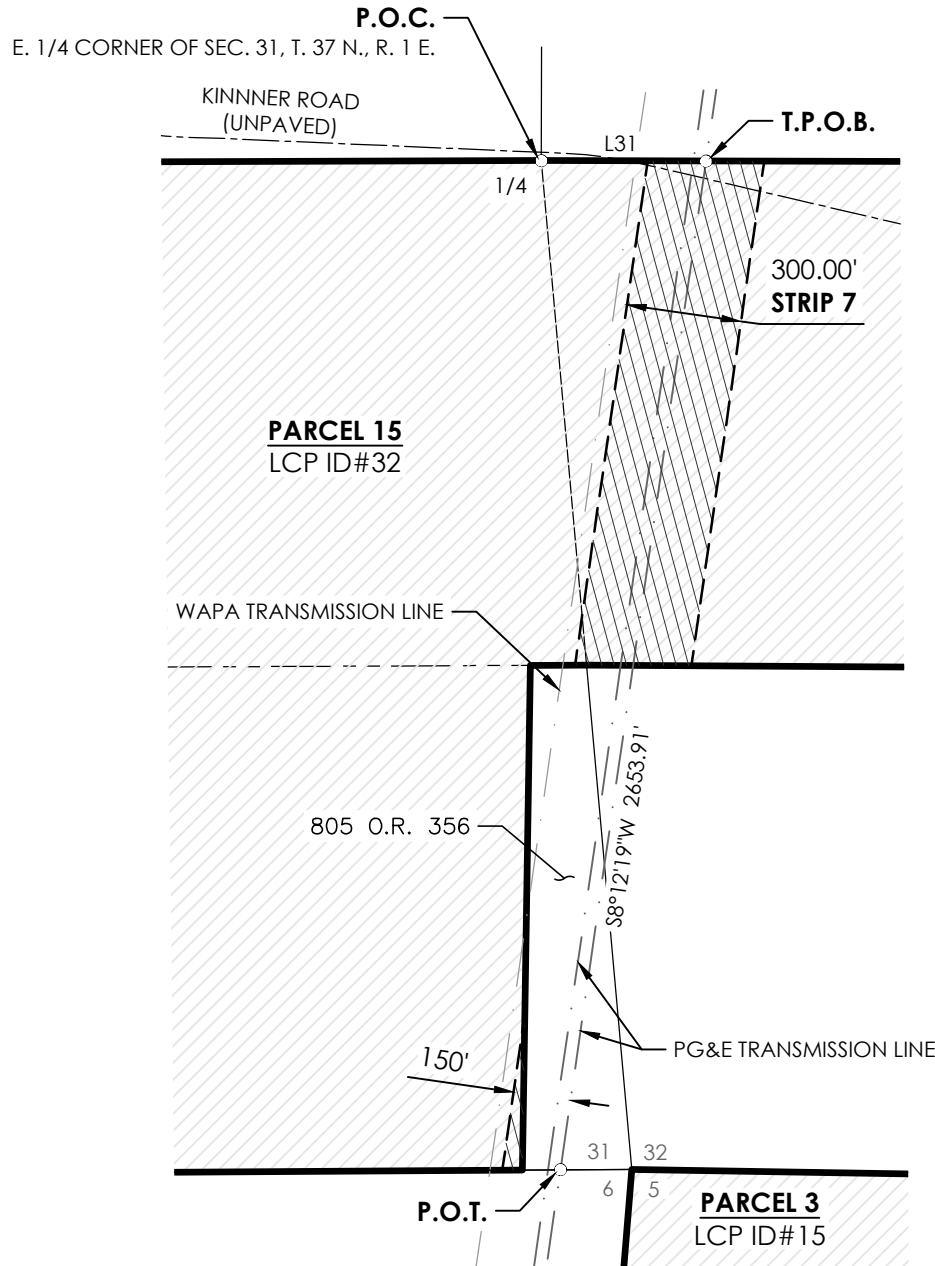 P.O.C.
E. 1/4 CORNER OF SEC. 31, T. 37 N., R. 1 E.
KINNNER ROAD
(UNPAVED)
L31
T.P.O.B.
1/4
300.00'
STRIP 7
PARCEL 15
LCP ID#32
WAPA TRANSMISSION LINE
S8°12'19"W 2653.91'
805 O.R. 356
150'
PG&E TRANSMISSION LINE
31 32
6 5
P.O.T.
PARCEL 3
LCP ID#15